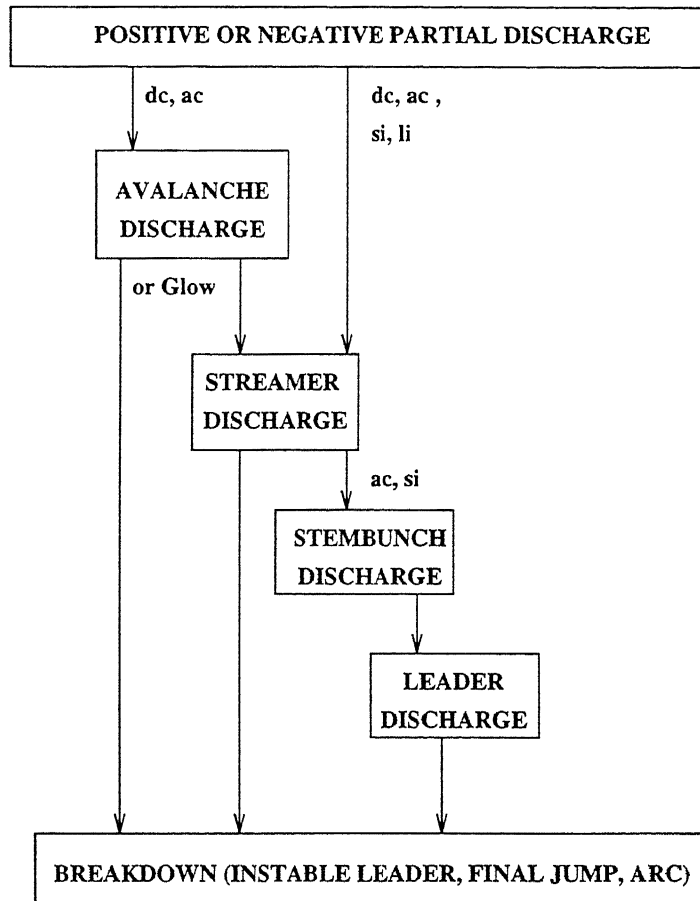 POSITIVE OR NEGATIVE PARTIAL DISCHARGE
dc, ac
dc, ac ,
si, li
AVALANCHE
DISCHARGE
or Glow
STREAMER
DISCHARGE
ac, si
STEMBUNCH
DISCHARGE
LEADER
DISCHARGE
BREAKDOWN (INSTABLE LEADER, FINAL JUMP, ARC)